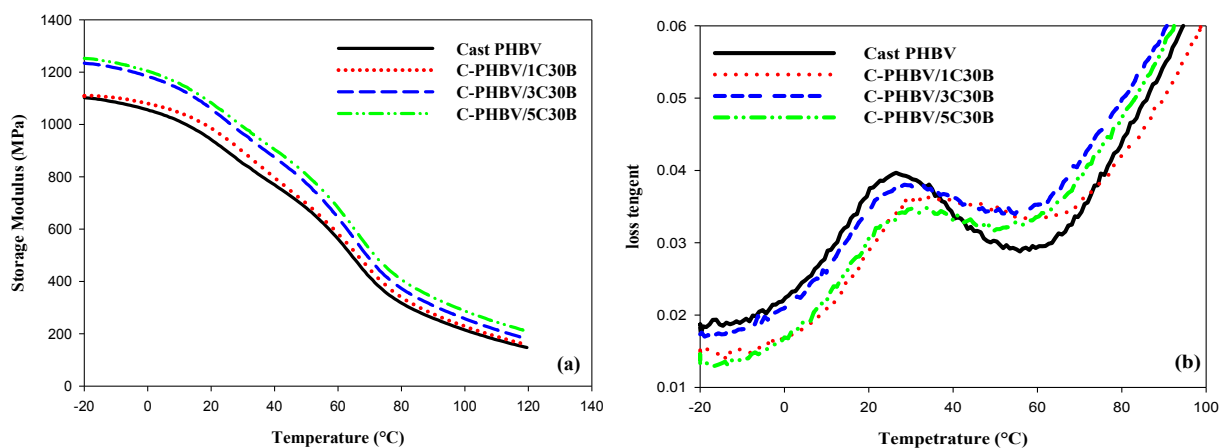 1400
1200
1000
800
600
400
200
0
Storage Modulus (MPa)
Cast PHBV
C-PHBV/1C30B
C-PHBV/3C30B
C-PHBV/5C30B
(a)
-20 0 20 40 60 80 100 120 140
Temperature (°C)
0.06
0.05
0.04
0.03
0.02
0.01
loss tengent
Cast PHBV
C-PHBV/1C30B
C-PHBV/3C30B
C-PHBV/5C30B
(b)
-20 0 20 40 60 80 100
Tempetrature (°C)